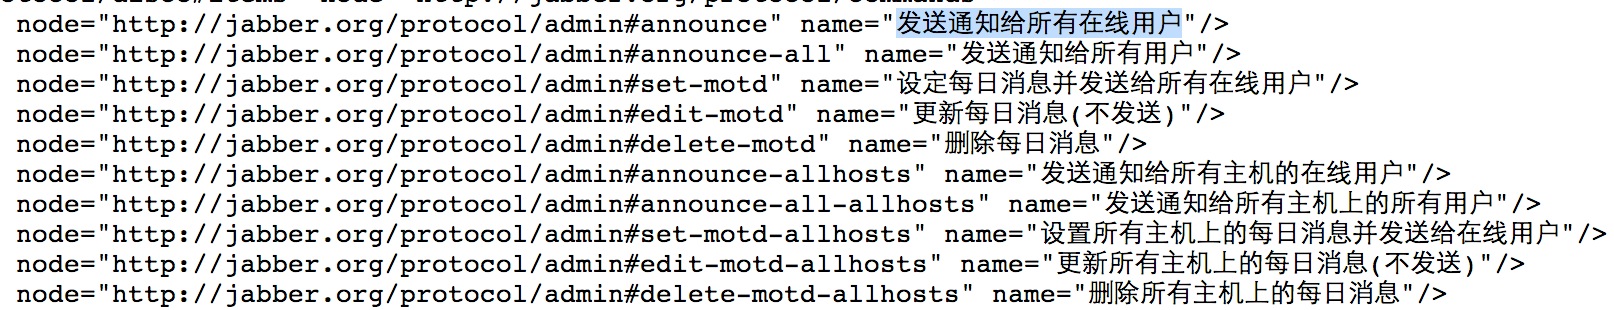 node="http://jabber.org/protocol/admin#announce" name="发送通知给所有在线用户"/>
node="http://jabber.org/protocol/admin#announce-all" name="发送通知给所有用户"/>
node="http://jabber.org/protocol/admin#set-motd" name="设定每日消息并发送给所有在线用户"/>
node="http://jabber.org/protocol/admin#edit-motd" name="更新每日消息(不发送)"/>
node="http://jabber.org/protocol/admin#delete-motd" name="删除每日消息"/>
node="http://jabber.org/protocol/admin#announce-allhosts" name="发送通知给所有主机的在线用户"/>
node="http://jabber.org/protocol/admin#announce-all-allhosts" name="发送通知给所有主机上的所有用户"/>
node="http://jabber.org/protocol/admin#set-motd-allhosts" name="设置所有主机上的每日消息并发送给在线用户"/>
node="http://jabber.org/protocol/admin#edit-motd-allhosts" name="更新所有主机上的每日消息(不发送)"/>
node="http://jabber.org/protocol/admin#delete-motd-allhosts" name="删除所有主机上的每日消息"/>